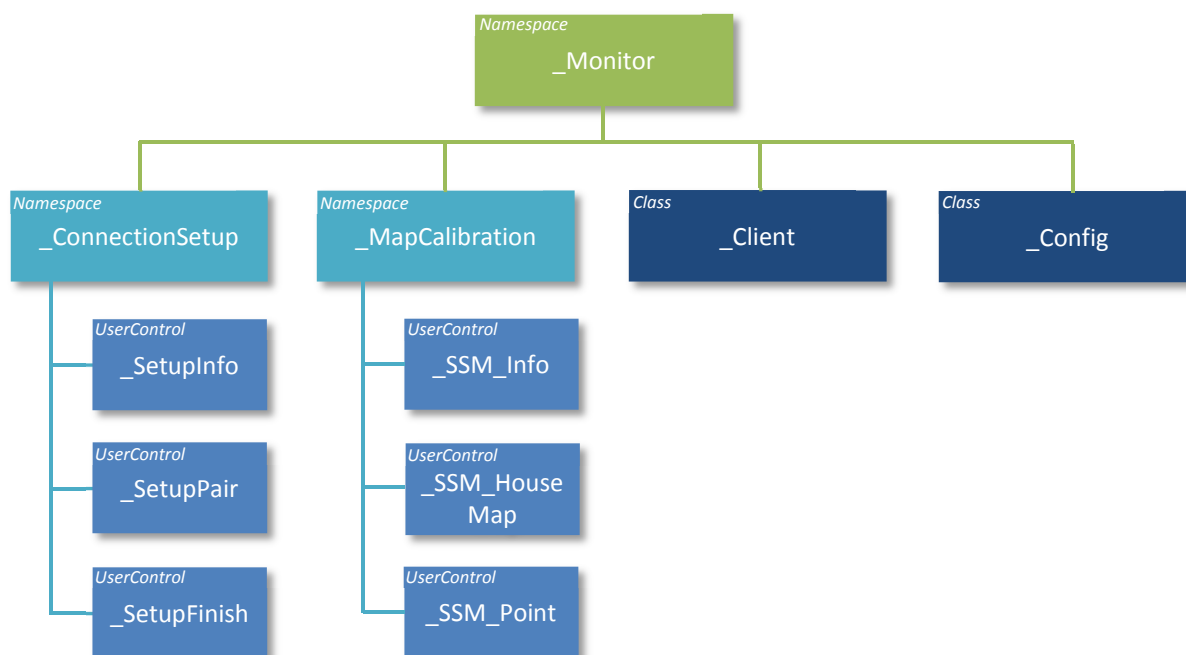 Namespace
_Monitor
Namespace
_ConnectionSetup
Namespace
_MapCalibration
Class
_Client
Class
_Config
UserControl
_SetupInfo
UserControl
_SetupPair
UserControl
_SetupFinish
UserControl
_SSM_Info
UserControl
_SSM_House
Map
UserControl
_SSM_Point